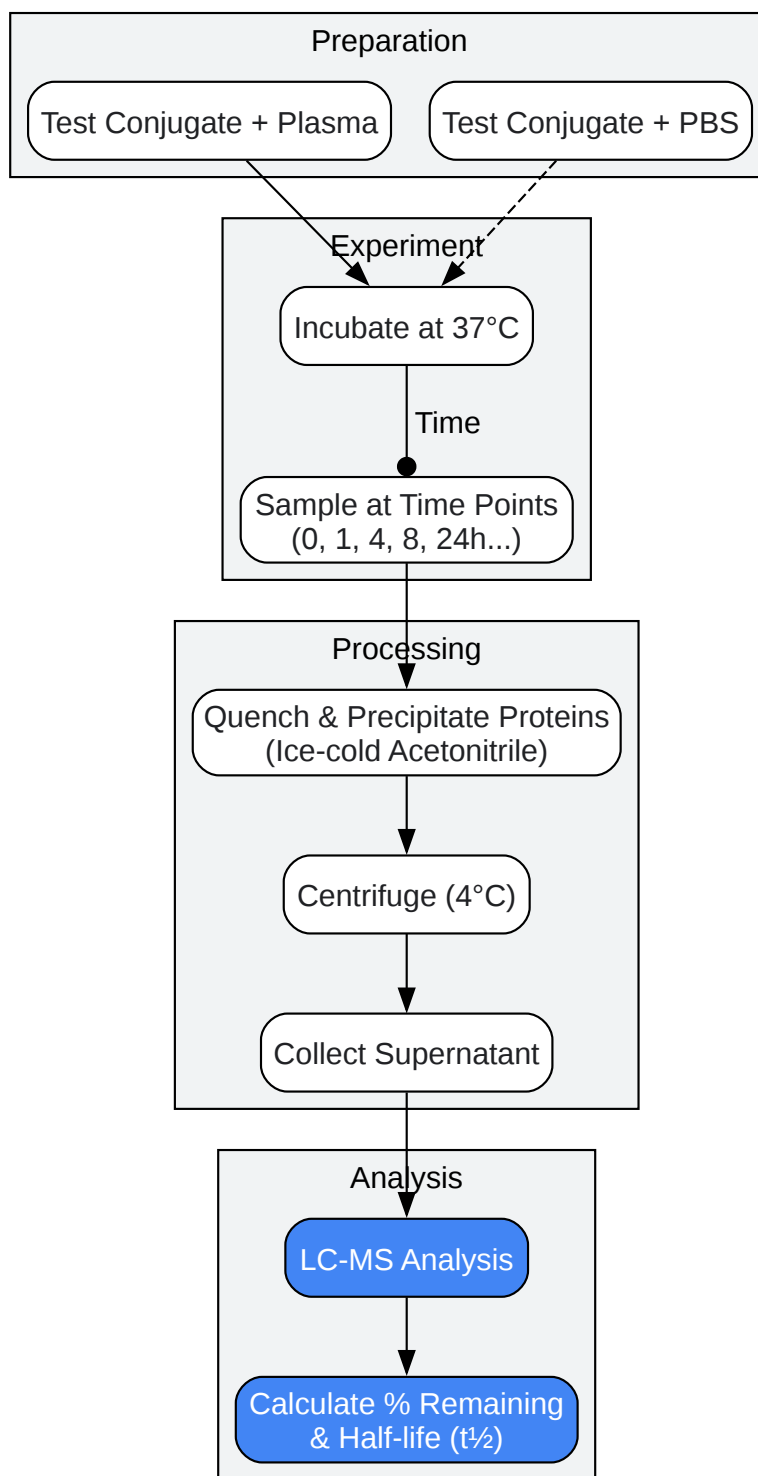 Preparation
Test Conjugate + Plasma
Test Conjugate + PBS
Experiment
Incubate at 37°C
Time
Sample at Time Points
(0, 1, 4, 8, 24h...)
Processing
Quench & Precipitate Proteins
(Ice-cold Acetonitrile)
Centrifuge (4°C)
Collect Supernatant
Analysis
LC-MS Analysis
Calculate % Remaining
& Half-life (t½)